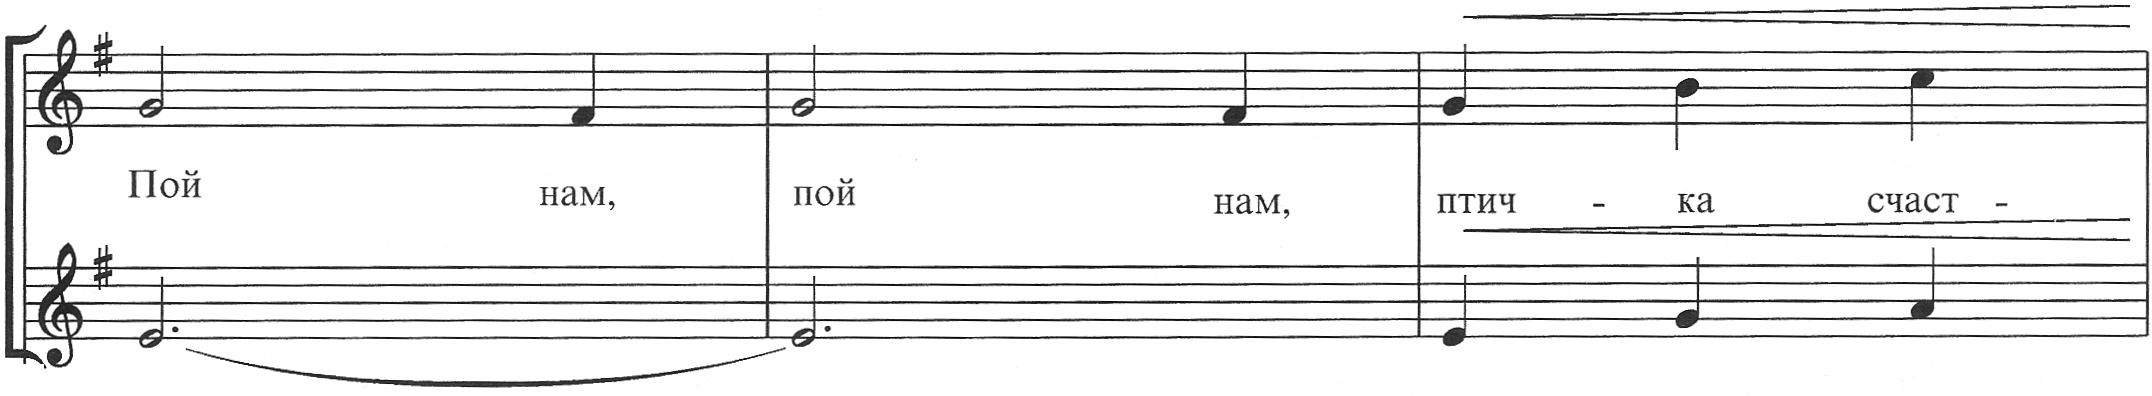 Пой нам, пой нам, птич - ка счаст -